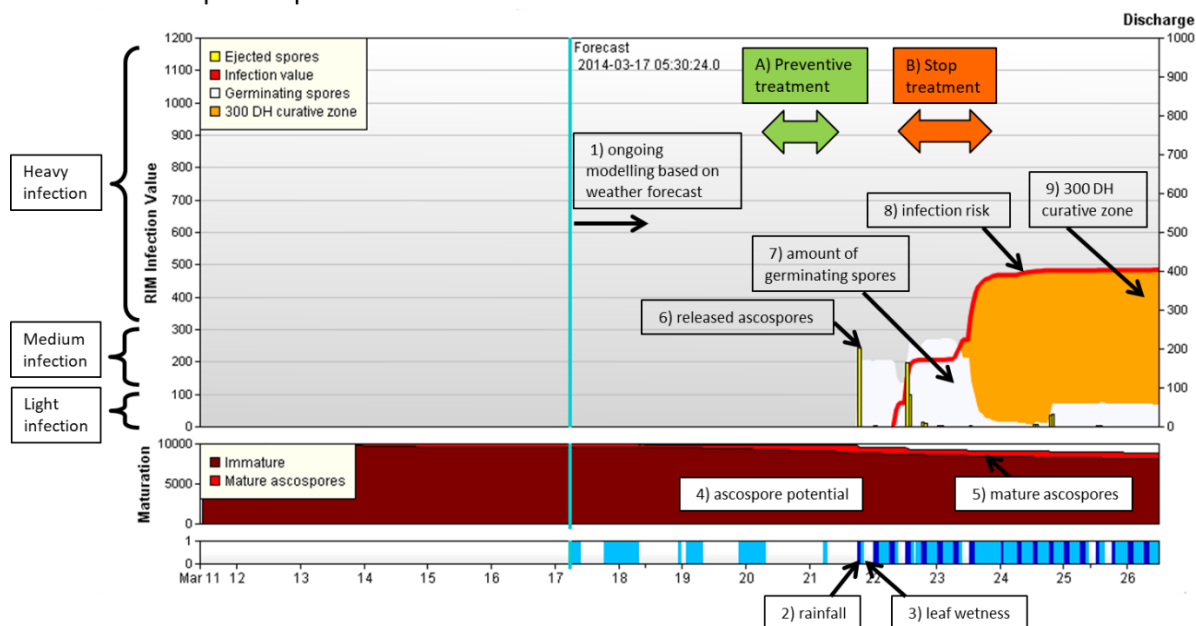 Discharge
Forecast
2014-03-17 05:30:24.0
Ejected spores
Infection value
Germinating spores
300 DH curative zone
A) Preventive
treatment
B) Stop
treatment
1) ongoing
modelling based on
weather forecast
Heavy
infection
Medium
infection
Light
infection
RIM Infection Value
1200
1100
1000
900
800
700
600
500
400
300
200
100
0
1000
900
800
700
600
500
400
300
200
100
0
8) infection risk
9) 300 DH
curative zone
7) amount of
germinating spores
6) released ascospores
Maturation
10000
5000
0
Immature
Mature ascospores
4) ascospore potential
5) mature ascospores
1
0
Mar 11 12 13 14 15 16 17 18 19 20 21 22 23 24 25 26
2) rainfall
3) leaf wetness